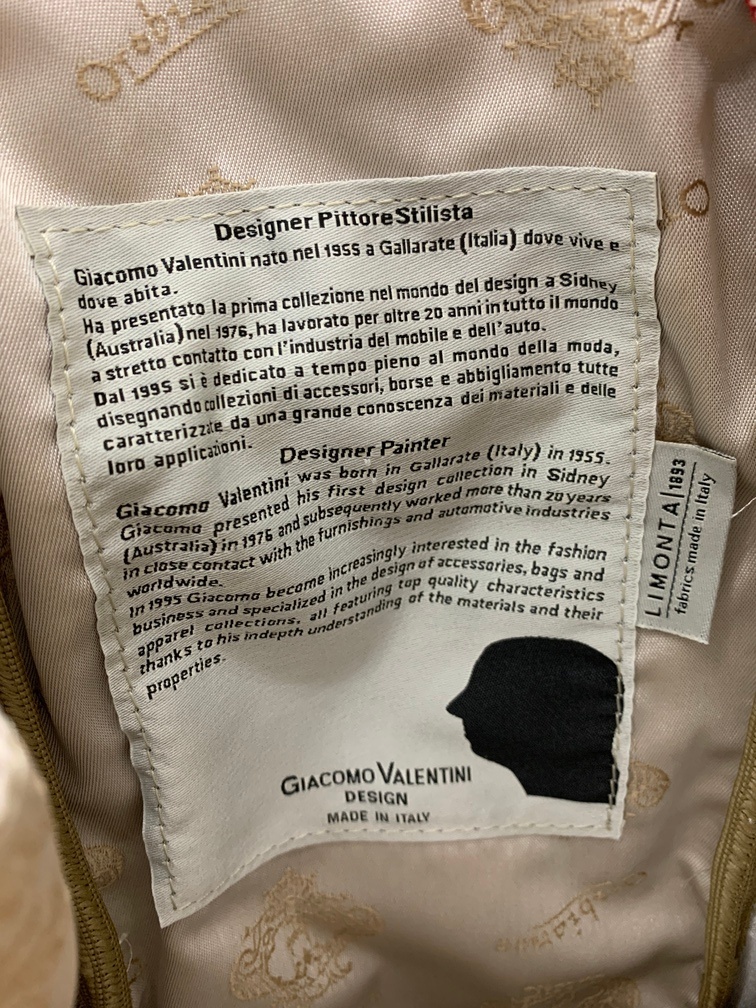 Orobi
Designer Pittore Stilista
Giacomo Valentini nato nel 1955 a Gallarate (Italia) dove vive e
dove abita.
Ha presentato la prima collezione nel mondo del design a Sidney
(Australia) nel 1976, ha lavorato per oltre 20 anni in tutto il mondo
a stretto contatto con l'industria del mobile e dell'auto.
Dal 1995 si è dedicato a tempo pieno al mondo della moda,
disegnando collezioni di accessori, borse e abbigliamento tutte
caratterizzate da una grande conoscenza dei materiali e delle
loro applicazioni.
Designer Painter
Giacomo Valentini was born in Gallarate (Italy) in 1955.
Giacomo presented his first design collection in Sidney
(Australia) in 1976 and subsequently worked more than 20 years
in close contact with the furnishings and automotive industries
worldwide.
In 1995 Giacomo become increasingly interested in the fashion
business and specialized in the design of accessories, bags and
apparel collections, all featuring top quality characteristics
thanks to his indepth understanding of the materials and their
properties.
GIACOMO VALENTINI
DESIGN
MADE IN ITALY
LIMONTA|1893
fabrics made in Italy